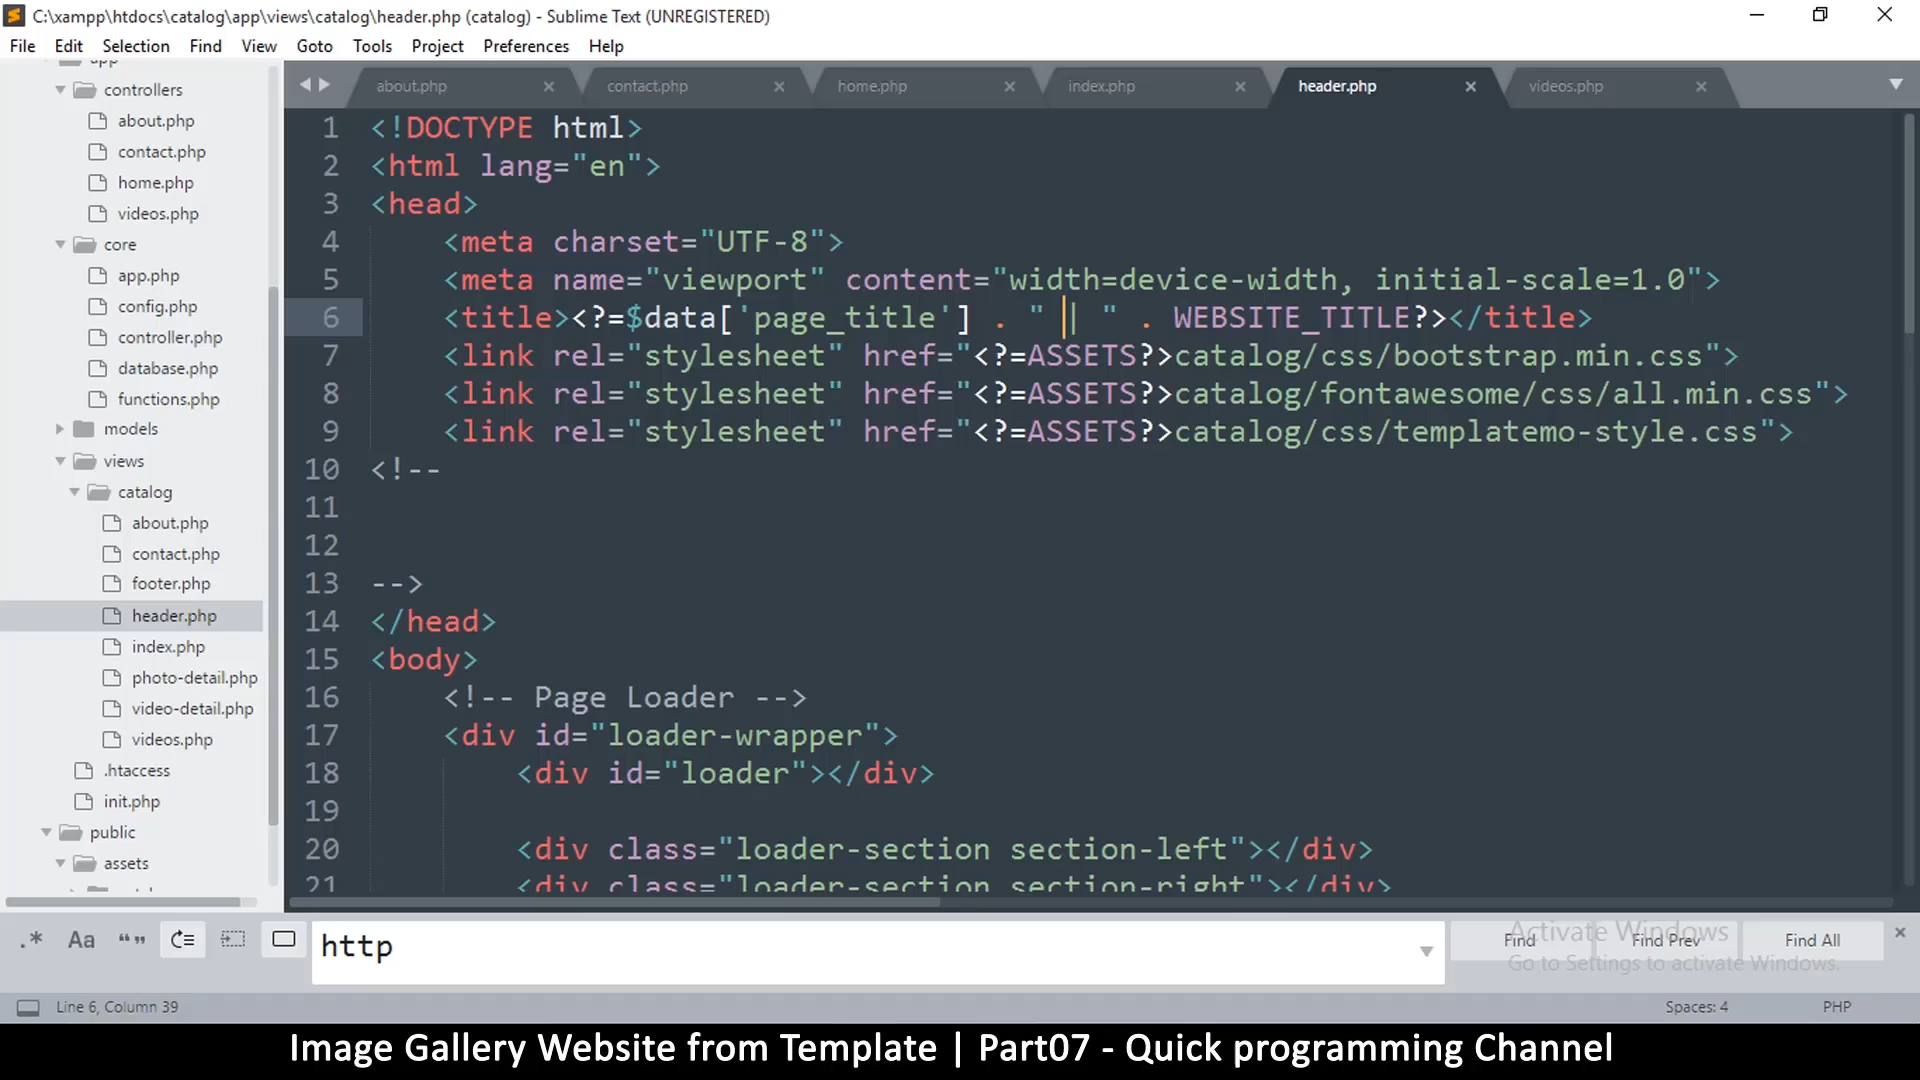 C:\xampp\htdocs\catalog\app\views\catalog\header.php (catalog) - Sublime Text (UNREGISTERED)
File Edit Selection Find View Goto Tools Project Preferences Help
app
controllers
about.php
contact.php
home.php
videos.php
core
app.php
config.php
controller.php
database.php
functions.php
models
views
catalog
about.php
contact.php
footer.php
header.php
index.php
photo-detail.php
video-detail.php
videos.php
.htaccess
init.php
public
assets
about.php contact.php home.php index.php header.php videos.php
1 <!DOCTYPE html>
2 <html lang="en">
3 <head>
4 <meta charset="UTF-8">
5 <meta name="viewport" content="width=device-width, initial-scale=1.0">
6 <title><?=$data['page_title'] . " | " . WEBSITE_TITLE?></title>
7 <link rel="stylesheet" href="<?=ASSETS?>catalog/css/bootstrap.min.css">
8 <link rel="stylesheet" href="<?=ASSETS?>catalog/fontawesome/css/all.min.css">
9 <link rel="stylesheet" href="<?=ASSETS?>catalog/css/templatemo-style.css">
10 <!--
11
12
13 -->
14 </head>
15 <body>
16 <!-- Page Loader -->
17 <div id="loader-wrapper">
18 <div id="loader"></div>
19
20 <div class="loader-section section-left"></div>
21 <div class="loader-section section-right"></div>
.* Aa “ ” http Find Find Prev Find All
Activate Windows
Go to Settings to activate Windows.
Line 6, Column 39 Spaces: 4 PHP
Image Gallery Website from Template | Part07 - Quick programming Channel